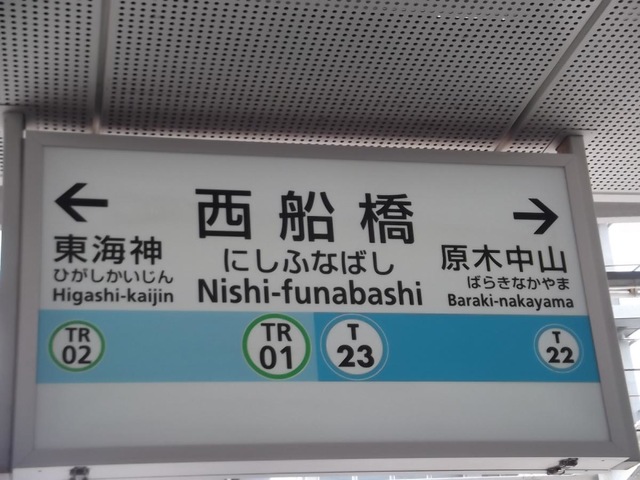 ← 西船橋 →
にしふなばし
Nishi-funabashi
東海神
ひがしかいじん
Higashi-kaijin
原木中山
ばらきなかやま
Baraki-nakayama
TR
02
TR
01
T
23
T
22